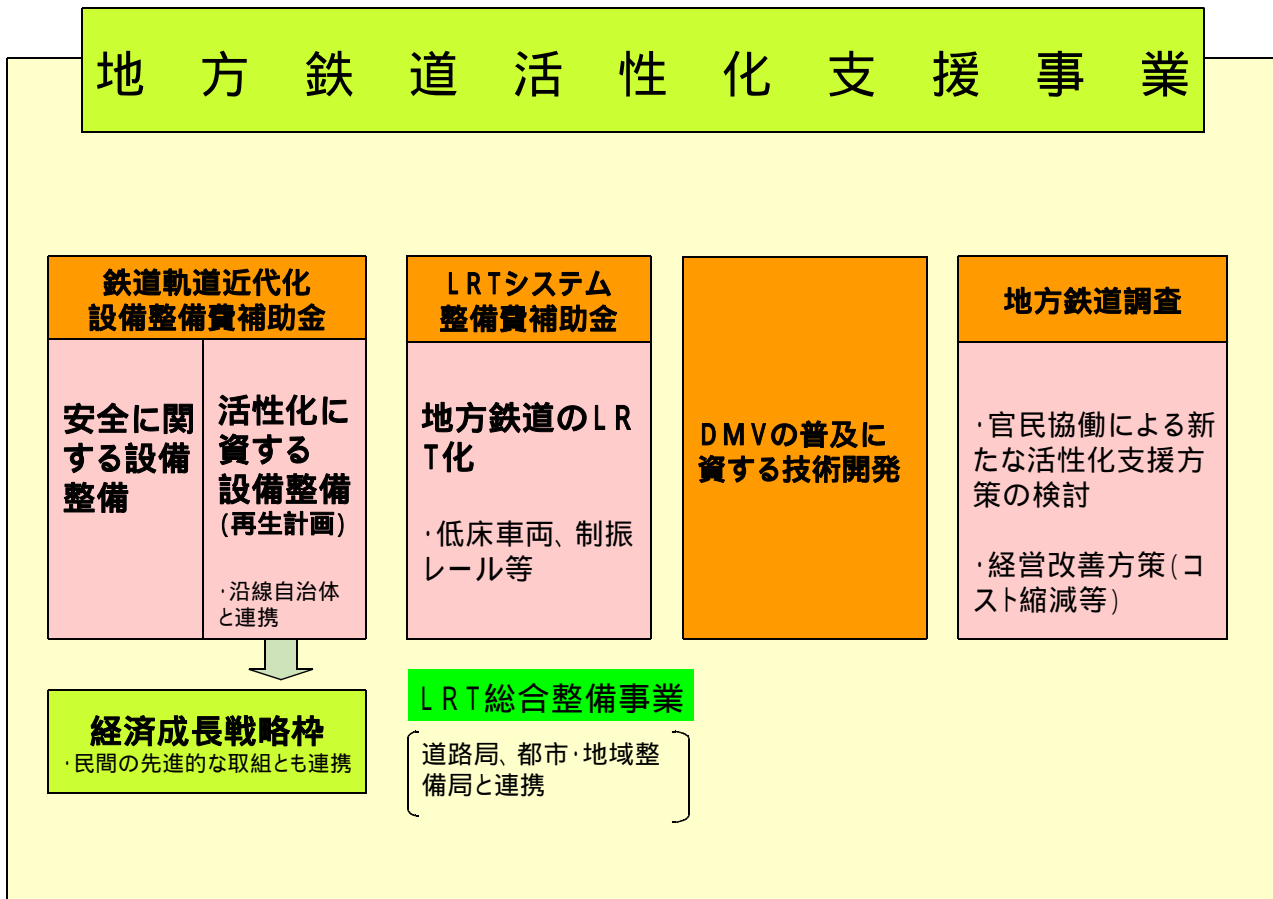 地方鉄道活性化支援事業
鉄道軌道近代化
設備整備費補助金
安全に関
する設備
整備
活性化に
資する
設備整備
(再生計画)
・沿線自治体
と連携
経済成長戦略枠
・民間の先進的な取組とも連携
LRTシステム
整備費補助金
地方鉄道のLR
T化
・低床車両、制振
レール等
LRT総合整備事業
道路局、都市・地域整
備局と連携
DMVの普及に
資する技術開発
地方鉄道調査
・官民協働による新
たな活性化支援方
策の検討
・経営改善方策(コ
スト縮減等)